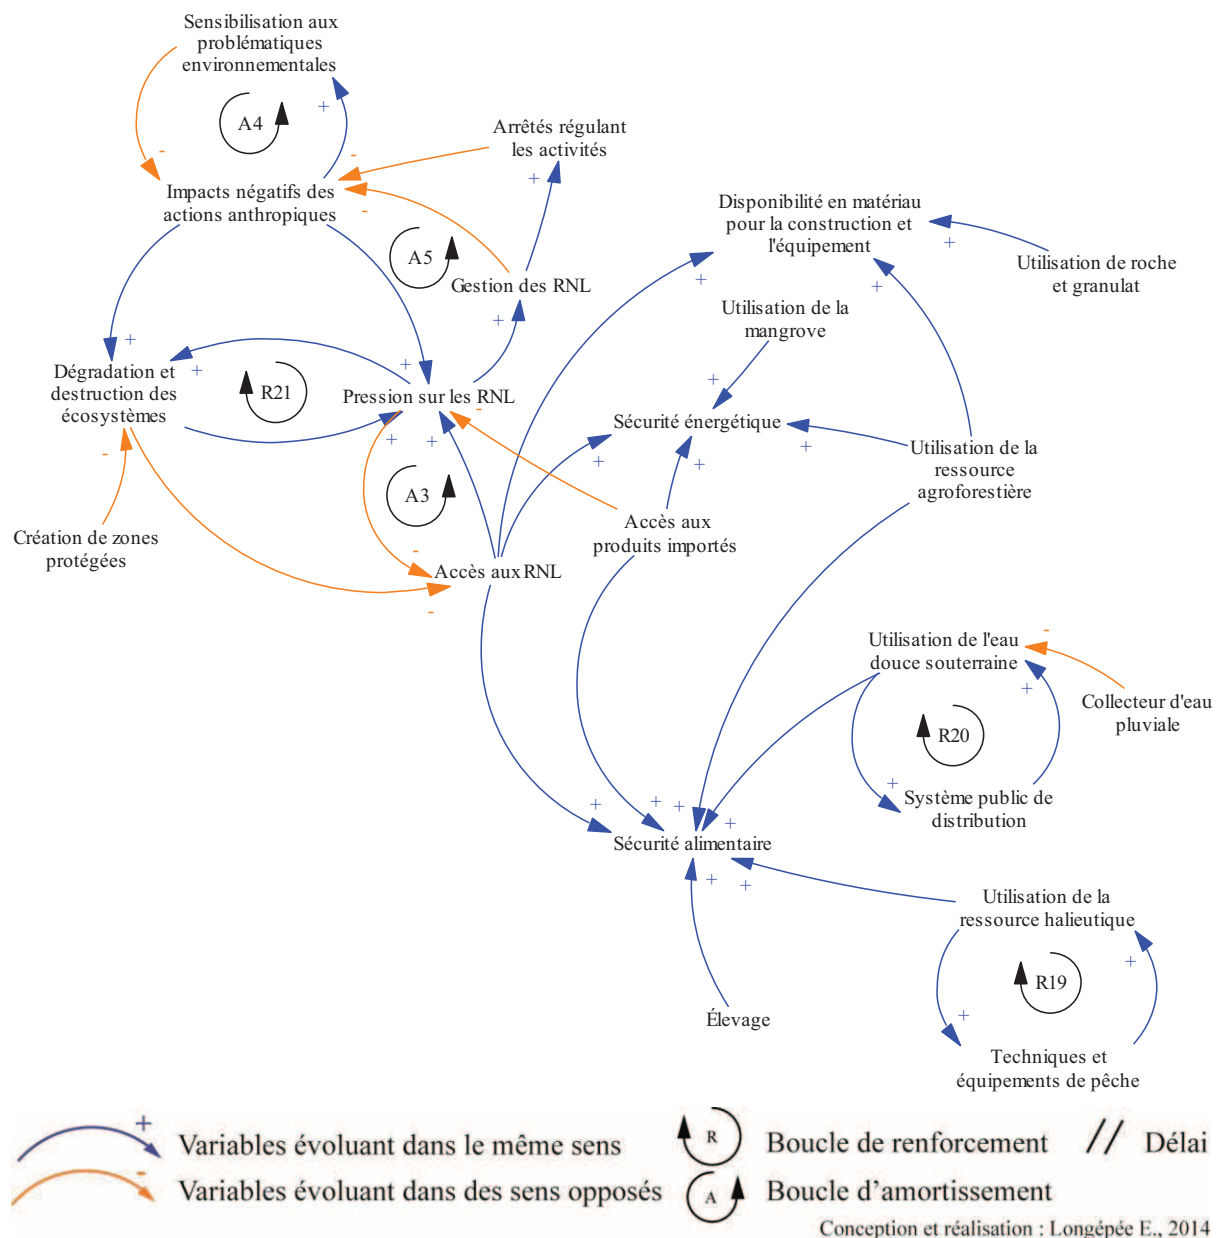 Sensibilisation aux
problématiques
environnementales
+
A4
-
Arrêtés régulant
les activités
-
+
Impacts négatifs des
actions anthropiques
-
Disponibilité en matériau
pour la construction et
l'équipement
+
+
+
Utilisation de roche
et granulat
A5
Gestion des RNL
+
Utilisation de la
mangrove
+
+
+
+
Dégradation et
destruction des
écosystèmes
R21
Pression sur les RNL
-
+
+
-
Sécurité énergétique
+
+
+
Utilisation de la
ressource
agroforestière
A3
Création de zones
protégées
Accès aux
produits importés
-
Accès aux RNL
-
Utilisation de l'eau
douce souterraine
-
+
Collecteur d'eau
pluviale
R20
+
Système public de
distribution
+
+
+
+
Sécurité alimentaire
+
+
Utilisation de la
ressource halieutique
+
R19
+
Élevage
Techniques et
équipements de pêche
+
Variables évoluant dans le même sens
R
Boucle de renforcement
// Délai
-
Variables évoluant dans des sens opposés
A
Boucle d’amortissement
Conception et réalisation : Longépée E., 2014